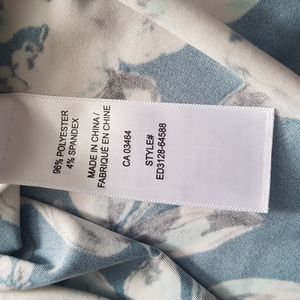 96% POLYESTER
4% SPANDEX
MADE IN CHINA /
FABRIQUÉ EN CHINE
CA 03464
STYLE#
ED3128-64588